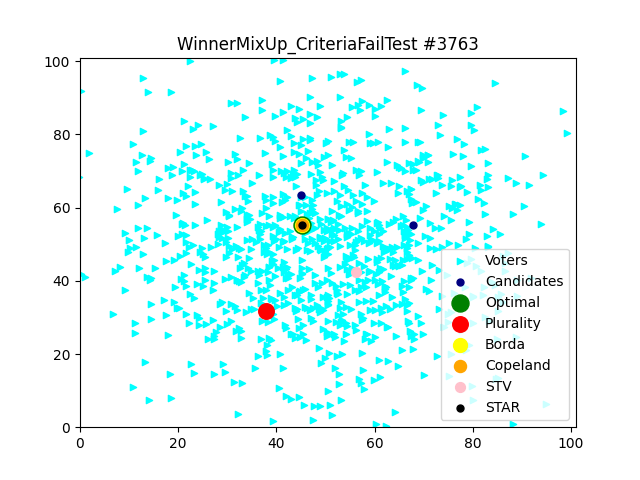 WinnerMixUp_CriteriaFailTest #3763
100
80
60
40
20
0
0
20
40
60
80
100
Voters
Candidates
Optimal
Plurality
Borda
Copeland
STV
STAR